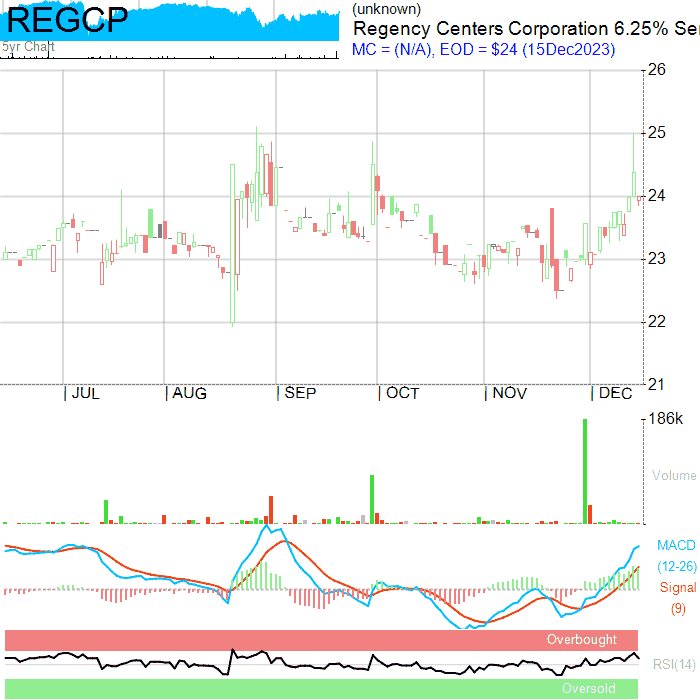 REGCP
(unknown)
Regency Centers Corporation 6.25% Ser
5yr Chart
MC = (N/A), EOD = $24 (15Dec2023)
26
25
24
23
22
21
| JUL | AUG | SEP | OCT | NOV | DEC
186k
Volume
MACD
(12-26)
Signal
(9)
Overbought
RSI(14)
Oversold